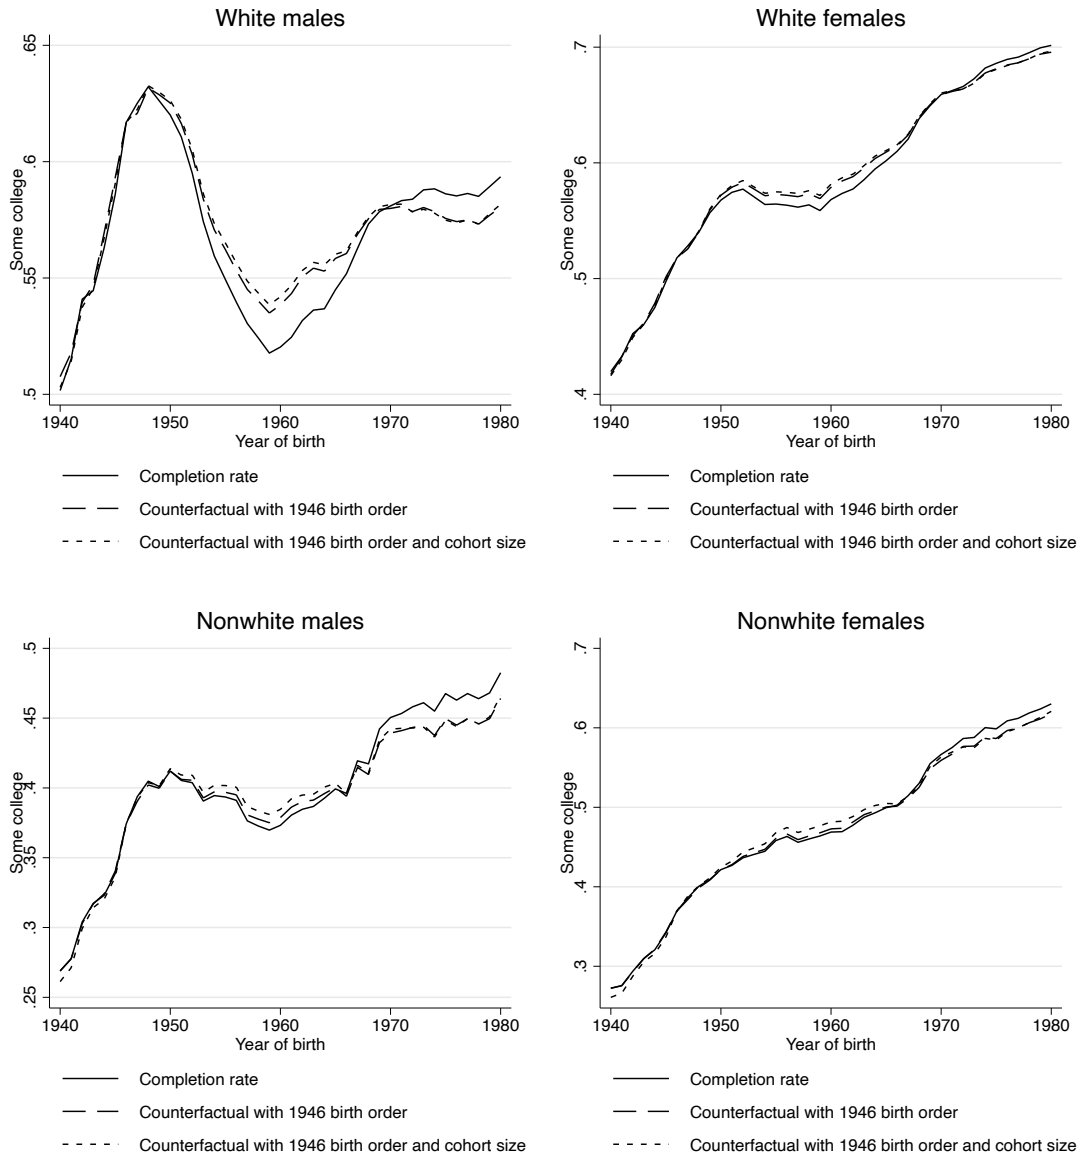 White males
Some college
.65
.6
.55
.5
1940 1950 1960 1970 1980
Year of birth
Completion rate
Counterfactual with 1946 birth order
Counterfactual with 1946 birth order and cohort size
White females
Some college
.7
.6
.5
.4
1940 1950 1960 1970 1980
Year of birth
Completion rate
Counterfactual with 1946 birth order
Counterfactual with 1946 birth order and cohort size
Nonwhite males
Some college
.5
.45
.4
.35
.3
.25
1940 1950 1960 1970 1980
Year of birth
Completion rate
Counterfactual with 1946 birth order
Counterfactual with 1946 birth order and cohort size
Nonwhite females
Some college
.7
.6
.5
.4
.3
1940 1950 1960 1970 1980
Year of birth
Completion rate
Counterfactual with 1946 birth order
Counterfactual with 1946 birth order and cohort size